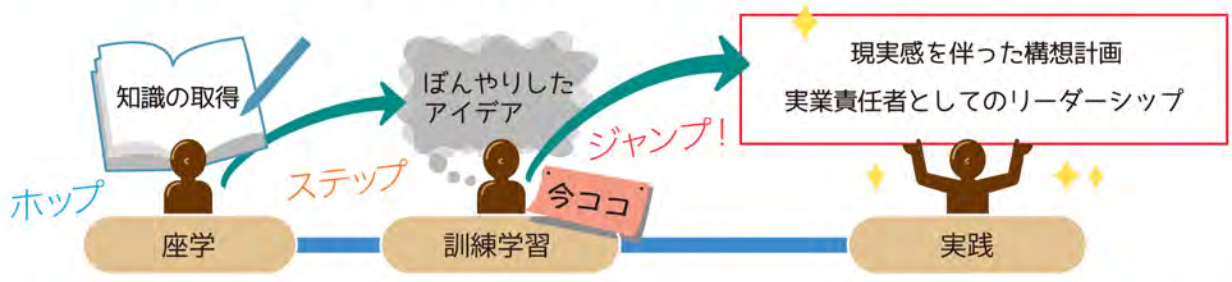 知識の取得
ぼんやりした
アイデア
現実感を伴った構想計画
実業責任者としてのリーダーシップ
ホップ
ステップ
ジャンプ！
今ココ
座学
訓練学習
実践